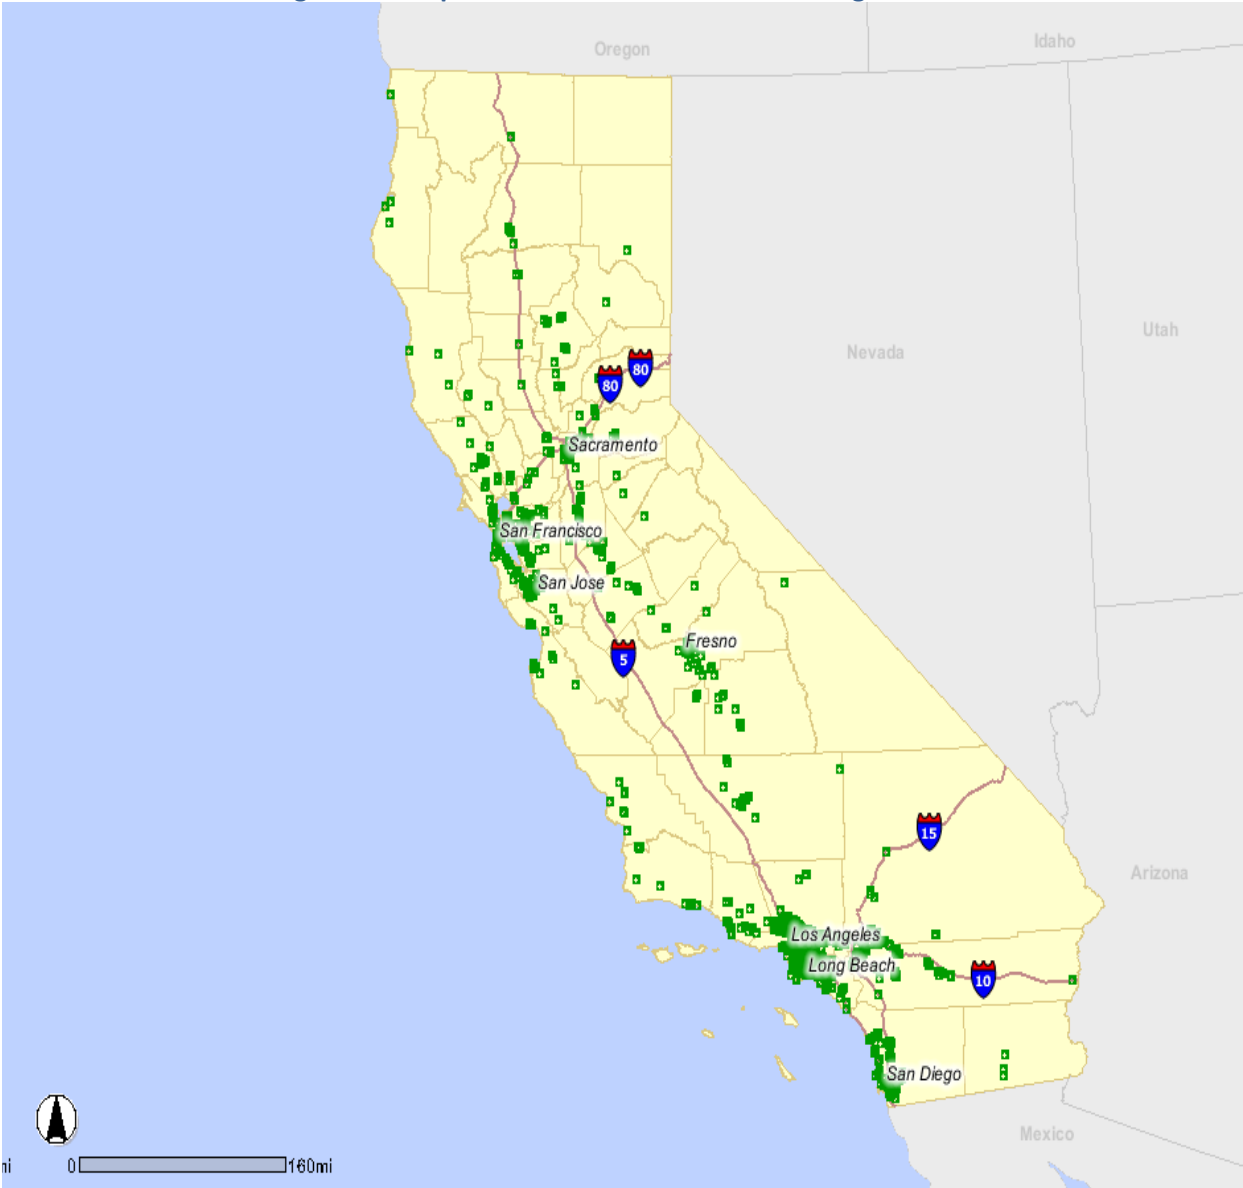 Oregon
Idaho
Utah
Nevada
80
80
Sacramento
San Francisco
San Jose
Fresno
5
15
Arizona
Los Angeles
Long Beach
10
San Diego
Mexico
0
160mi